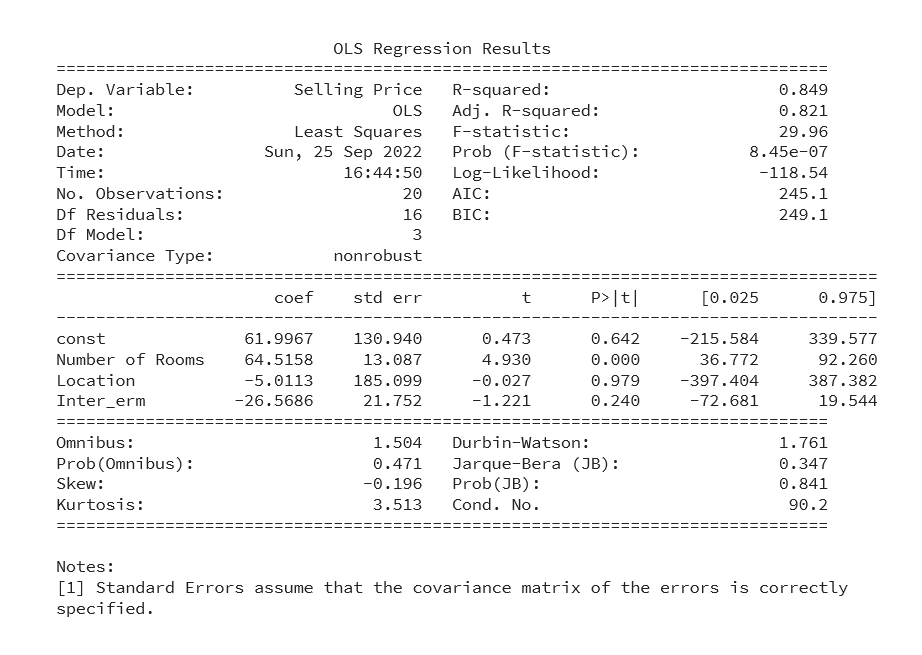 OLS Regression Results
==============================================================================
Dep. Variable:          Selling Price   R-squared:                       0.849
Model:                            OLS   Adj. R-squared:                  0.821
Method:                 Least Squares   F-statistic:                     29.96
Date:                Sun, 25 Sep 2022   Prob (F-statistic):           8.45e-07
Time:                        16:44:50   Log-Likelihood:                -118.54
No. Observations:                  20   AIC:                             245.1
Df Residuals:                      16   BIC:                             249.1
Df Model:                           3
Covariance Type:            nonrobust
===================================================================================
                      coef    std err          t      P>|t|      [0.025      0.975]
-----------------------------------------------------------------------------------
const              61.9967    130.940      0.473      0.642    -215.584     339.577
Number of Rooms    64.5158     13.087      4.930      0.000      36.772      92.260
Location           -5.0113    185.099     -0.027      0.979    -397.404     387.382
Inter_erm         -26.5686     21.752     -1.221      0.240     -72.681      19.544
==============================================================================
Omnibus:                        1.504   Durbin-Watson:                   1.761
Prob(Omnibus):                  0.471   Jarque-Bera (JB):                0.347
Skew:                          -0.196   Prob(JB):                        0.841
Kurtosis:                       3.513   Cond. No.                         90.2
==============================================================================
Notes:
[1] Standard Errors assume that the covariance matrix of the errors is correctly
specified.